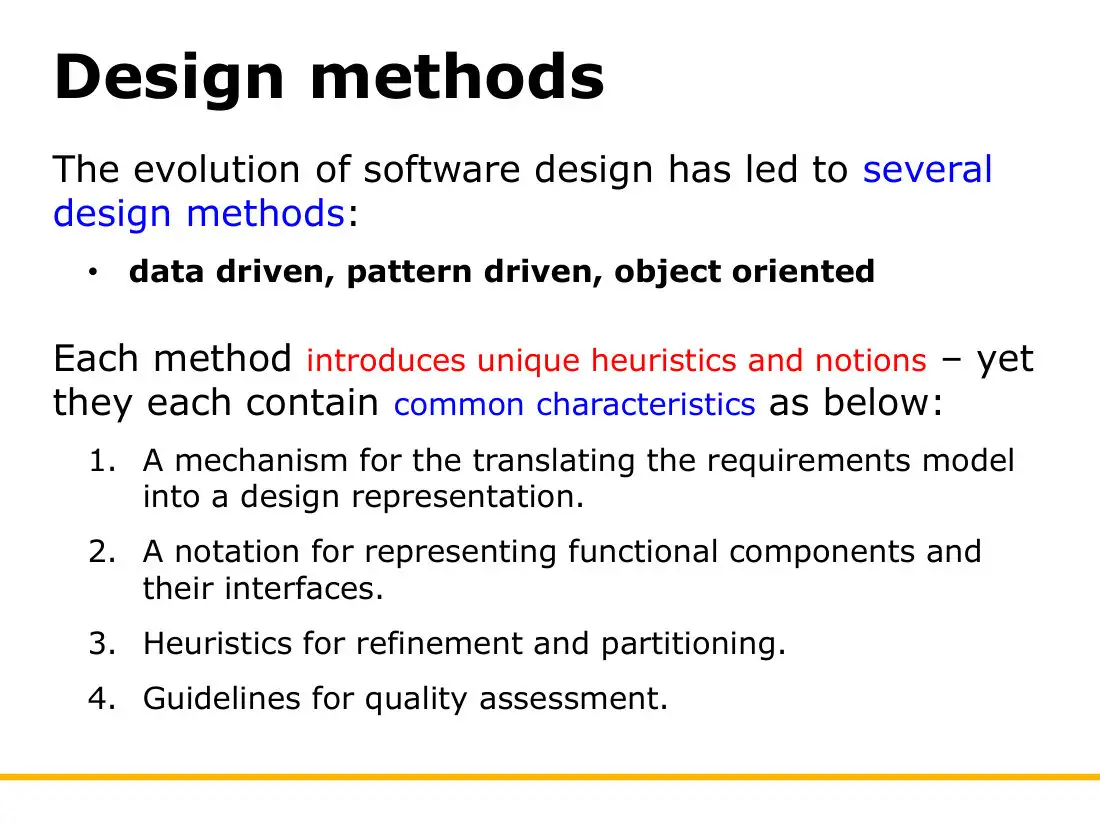 Design methods
The evolution of software design has led to several
design methods:
• data driven, pattern driven, object oriented
Each method introduces unique heuristics and notions – yet
they each contain common characteristics as below:
1. A mechanism for the translating the requirements model
into a design representation.
2. A notation for representing functional components and
their interfaces.
3. Heuristics for refinement and partitioning.
4. Guidelines for quality assessment.